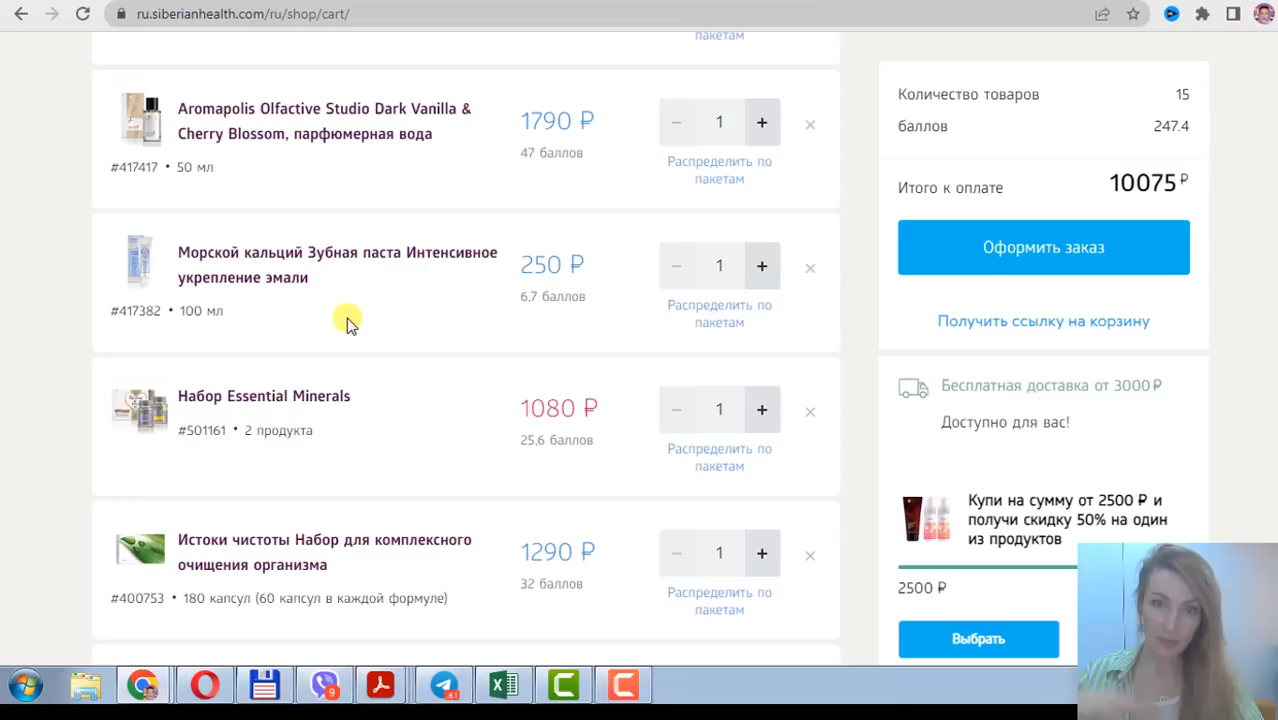 ru.siberianhealth.com/ru/shop/cart/
пакетам
Aromapolis Olfactive Studio Dark Vanilla &
Cherry Blossom, парфюмерная вода
#417417 • 50 мл
1790 ₽
47 баллов
− 1 + ×
Распределить по
пакетам
Морской кальций Зубная паста Интенсивное
укрепление эмали
#417382 • 100 мл
250 ₽
6,7 баллов
− 1 + ×
Распределить по
пакетам
Набор Essential Minerals
#501161 • 2 продукта
1080 ₽
25,6 баллов
− 1 + ×
Распределить по
пакетам
Истоки чистоты Набор для комплексного
очищения организма
#400753 • 180 капсул (60 капсул в каждой формуле)
1290 ₽
32 баллов
− 1 + ×
Распределить по
пакетам
Количество товаров 15
баллов 247.4
Итого к оплате 10075 ₽
Оформить заказ
Получить ссылку на корзину
Бесплатная доставка от 3000 ₽
Доступно для вас!
Купи на сумму от 2500 ₽ и
получи скидку 50% на один
из продуктов
2500 ₽
Выбрать
9
61